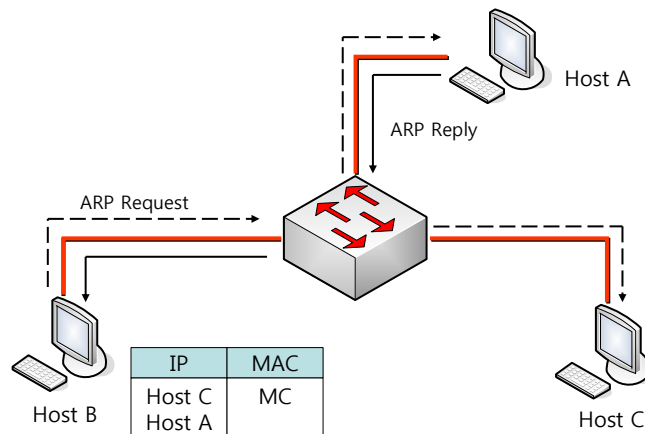 Host A
ARP Reply
ARP Request
IP MAC
Host C MC
Host A
Host B
Host C